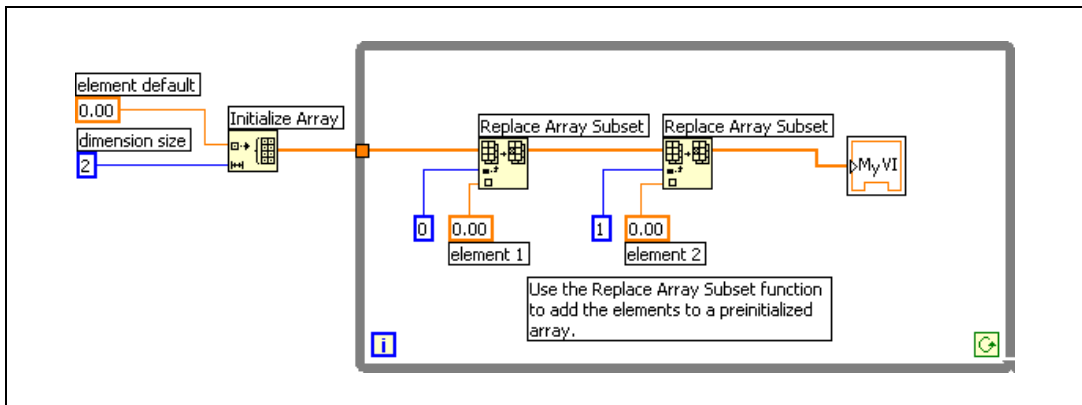 element default
0.00
dimension size
2
Initialize Array
Replace Array Subset
0
0.00
element 1
Replace Array Subset
1
0.00
element 2
My VI
Use the Replace Array Subset function
to add the elements to a preinitialized
array.
i